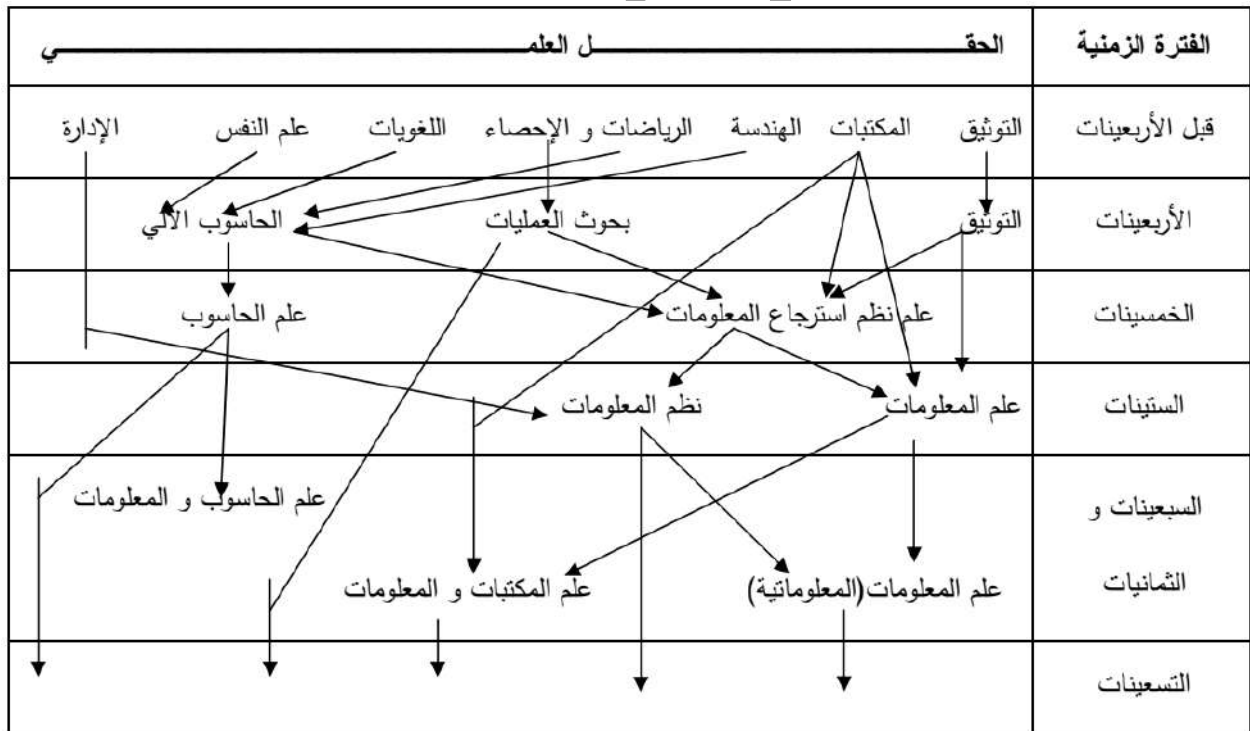 الفترة الزمنية الحقـــل العلمـــي
قبل الأربعينات التوثيق المكتبات الهندسة الرياضات و الإحصاء اللغويات علم النفس الإدارة
الأربعينات التوثيق بحوث العمليات الحاسوب الآلي
الخمسينات علم نظم استرجاع المعلومات علم الحاسوب
الستينات علم المعلومات نظم المعلومات
السبعينات و علم الحاسوب و المعلومات
الثمانيات علم المعلومات(المعلوماتية) علم المكتبات و المعلومات
التسعينات